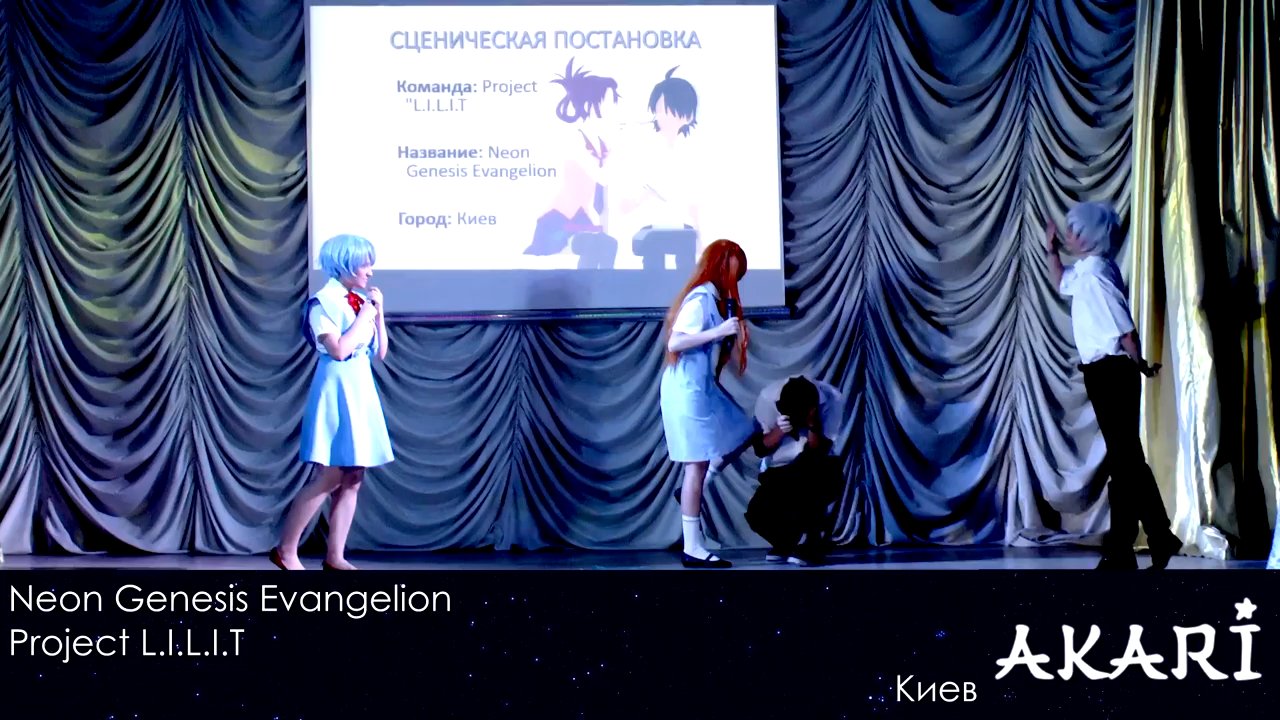 СЦЕНИЧЕСКАЯ ПОСТАНОВКА
Команда: Project
"L.I.L.I.T
Название: Neon
Genesis Evangelion
Город: Киев
Neon Genesis Evangelion
Project L.I.L.I.T
Киев
AKARI